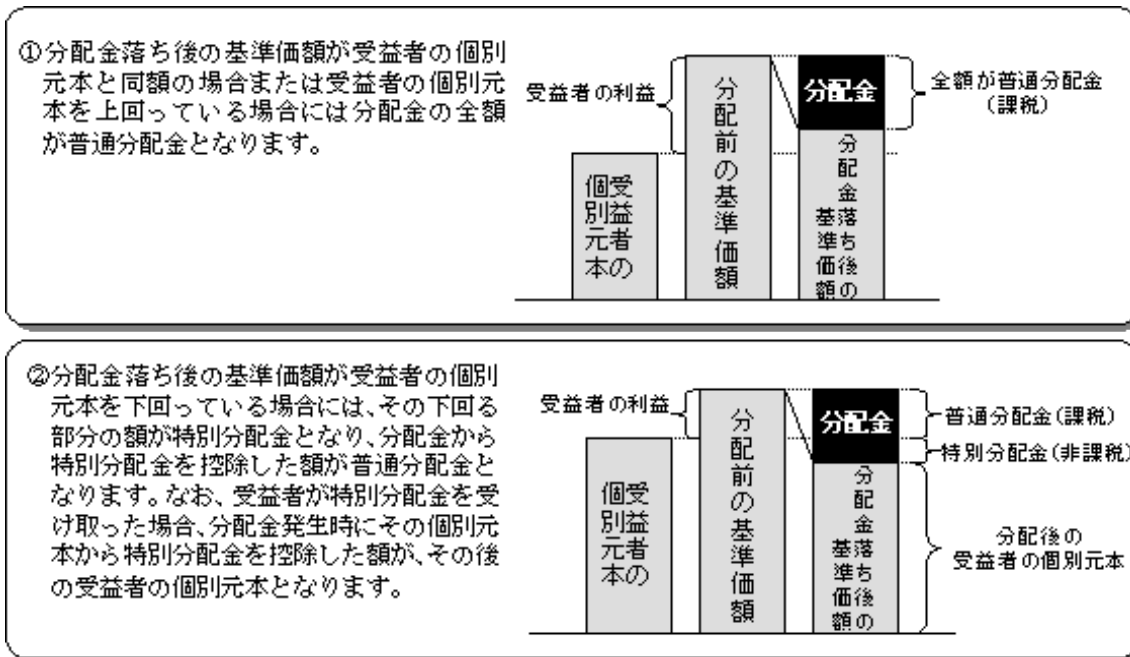 ①分配金落ち後の基準価額が受益者の個別
元本と同額の場合または受益者の個別元
本を上回っている場合には分配金の全額
が普通分配金となります。
受益者の利益
受益者の
個別元本
分配前の基準価額
分配金
分配金落ち後の
基準価額
全額が普通分配金
(課税)
②分配金落ち後の基準価額が受益者の個別
元本を下回っている場合には、その下回る
部分の額が特別分配金となり、分配金から
特別分配金を控除した額が普通分配金と
なります。なお、受益者が特別分配金を受
け取った場合、分配金発生時にその個別元
本から特別分配金を控除した額が、その後
の受益者の個別元本となります。
受益者の利益
受益者の
個別元本
分配前の基準価額
分配金
分配金落ち後の
基準価額
普通分配金(課税)
特別分配金(非課税)
分配後の
受益者の個別元本